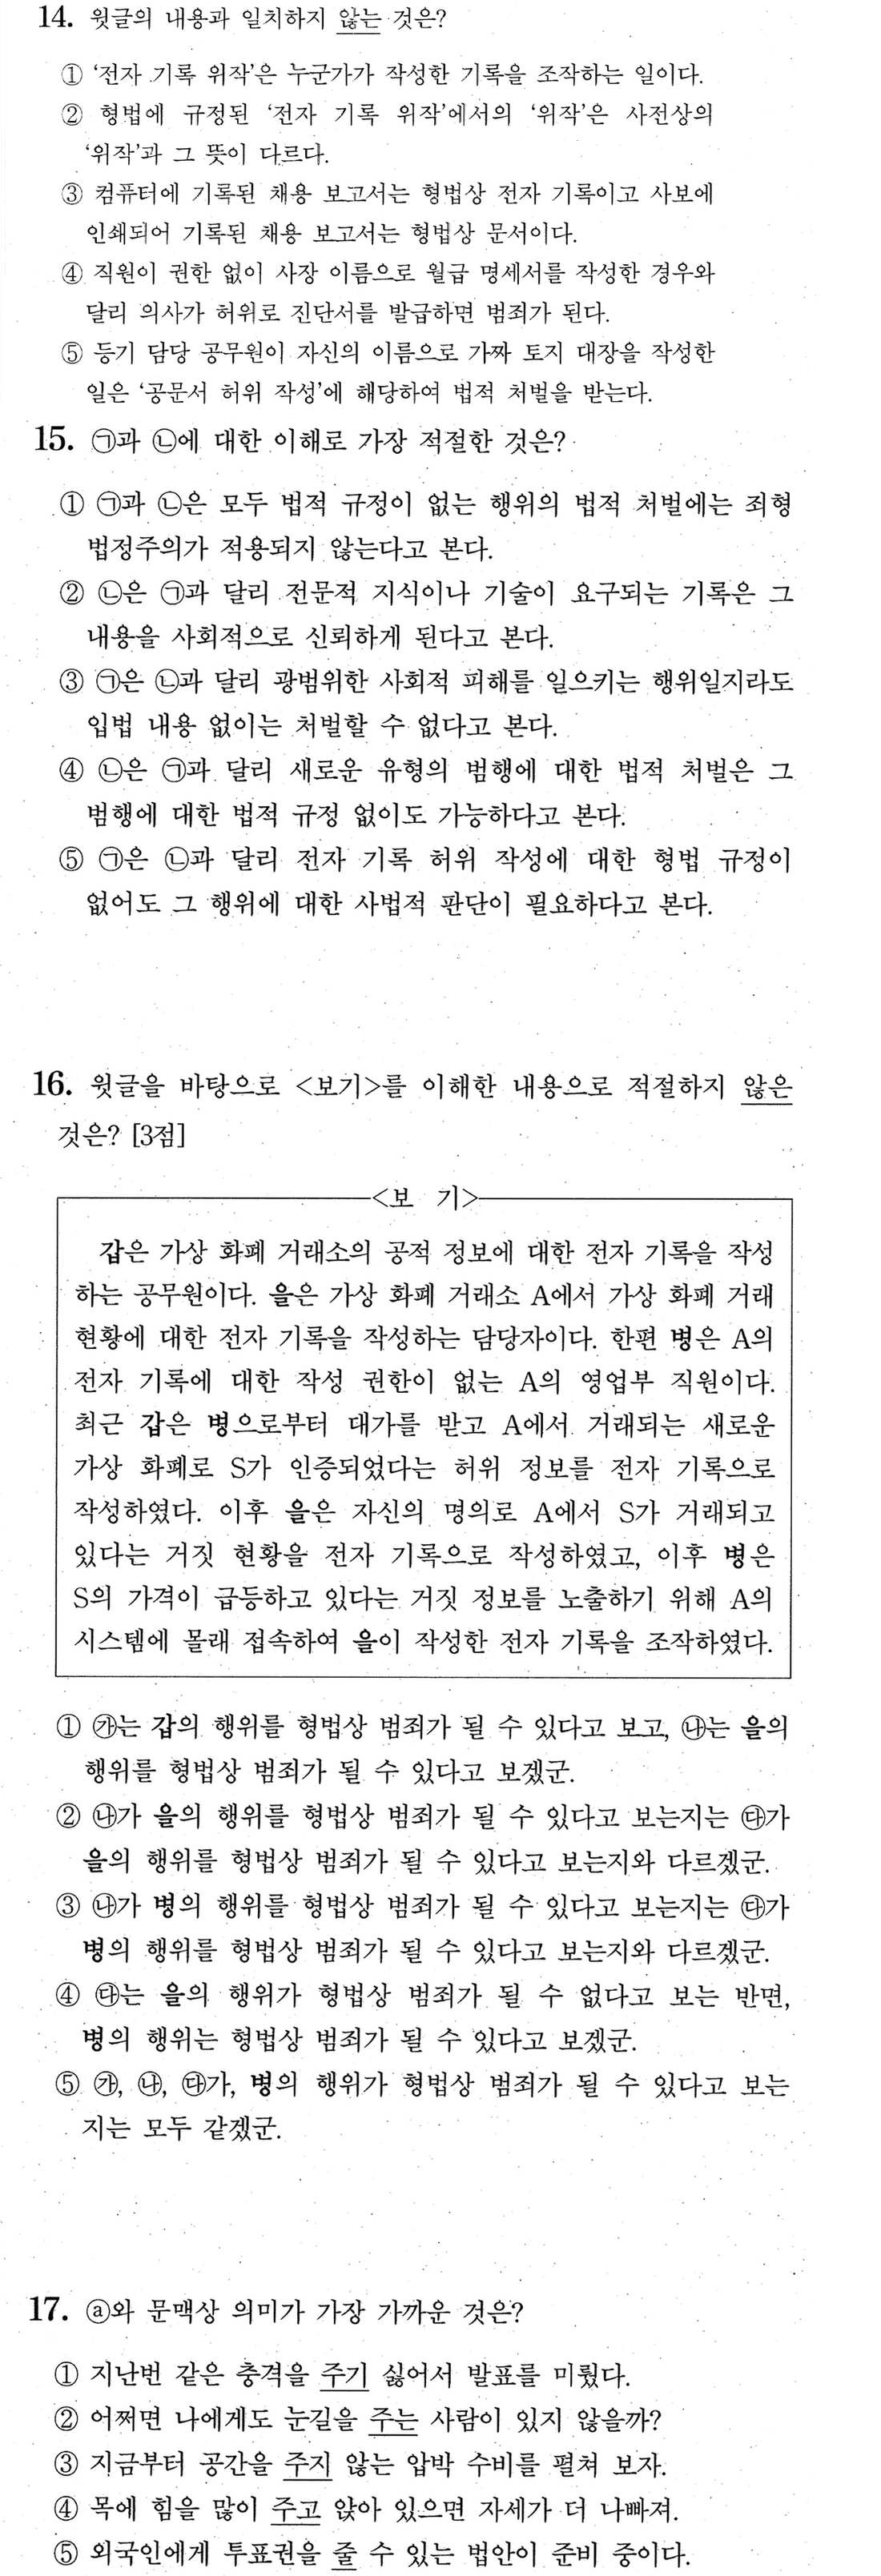 14. 윗글의 내용과 일치하지 않는 것은?
① ‘전자 기록 위작’은 누군가가 작성한 기록을 조작하는 일이다.
② 형법에 규정된 ‘전자 기록 위작’에서의 ‘위작’은 사전상의
‘위작’과 그 뜻이 다르다.
③ 컴퓨터에 기록된 채용 보고서는 형법상 전자 기록이고 사보에
인쇄되어 기록된 채용 보고서는 형법상 문서이다.
④ 직원이 권한 없이 사장 이름으로 월급 명세서를 작성한 경우와
달리 의사가 허위로 진단서를 발급하면 범죄가 된다.
⑤ 등기 담당 공무원이 자신의 이름으로 가짜 토지 대장을 작성한
일은 ‘공문서 허위 작성’에 해당하여 법적 처벌을 받는다.
15. ㉠과 ㉡에 대한 이해로 가장 적절한 것은?
① ㉠과 ㉡은 모두 법적 규정이 없는 행위의 법적 처벌에는 죄형
법정주의가 적용되지 않는다고 본다.
② ㉡은 ㉠과 달리 전문적 지식이나 기술이 요구되는 기록은 그
내용을 사회적으로 신뢰하게 된다고 본다.
③ ㉠은 ㉡과 달리 광범위한 사회적 피해를 일으키는 행위일지라도
입법 내용 없이는 처벌할 수 없다고 본다.
④ ㉡은 ㉠과 달리 새로운 유형의 범행에 대한 법적 처벌은 그
범행에 대한 법적 규정 없이도 가능하다고 본다.
⑤ ㉠은 ㉡과 달리 전자 기록 허위 작성에 대한 형법 규정이
없어도 그 행위에 대한 사법적 판단이 필요하다고 본다.
16. 윗글을 바탕으로 <보기>를 이해한 내용으로 적절하지 않은
것은? [3점]
<보 기>
갑은 가상 화폐 거래소의 공적 정보에 대한 전자 기록을 작성
하는 공무원이다. 을은 가상 화폐 거래소 A에서 가상 화폐 거래
현황에 대한 전자 기록을 작성하는 담당자이다. 한편 병은 A의
전자 기록에 대한 작성 권한이 없는 A의 영업부 직원이다.
최근 갑은 병으로부터 대가를 받고 A에서 거래되는 새로운
가상 화폐로 S가 인증되었다는 허위 정보를 전자 기록으로
작성하였다. 이후 을은 자신의 명의로 A에서 S가 거래되고
있다는 거짓 현황을 전자 기록으로 작성하였고, 이후 병은
S의 가격이 급등하고 있다는 거짓 정보를 노출하기 위해 A의
시스템에 몰래 접속하여 을이 작성한 전자 기록을 조작하였다.
① ㉮는 갑의 행위를 형법상 범죄가 될 수 있다고 보고, ㉯는 을의
행위를 형법상 범죄가 될 수 있다고 보겠군.
② ㉯가 을의 행위를 형법상 범죄가 될 수 있다고 보는지는 ㉰가
을의 행위를 형법상 범죄가 될 수 있다고 보는지와 다르겠군.
③ ㉯가 병의 행위를 형법상 범죄가 될 수 있다고 보는지는 ㉰가
병의 행위를 형법상 범죄가 될 수 있다고 보는지와 다르겠군.
④ ㉰는 을의 행위가 형법상 범죄가 될 수 없다고 보는 반면,
병의 행위는 형법상 범죄가 될 수 있다고 보겠군.
⑤ ㉮, ㉯, ㉰가, 병의 행위가 형법상 범죄가 될 수 있다고 보는
지는 모두 같겠군.
17. ⓐ와 문맥상 의미가 가장 가까운 것은?
① 지난번 같은 충격을 주기 싫어서 발표를 미뤘다.
② 어쩌면 나에게도 눈길을 주는 사람이 있지 않을까?
③ 지금부터 공간을 주지 않는 압박 수비를 펼쳐 보자.
④ 목에 힘을 많이 주고 앉아 있으면 자세가 더 나빠져.
⑤ 외국인에게 투표권을 줄 수 있는 법안이 준비 중이다.